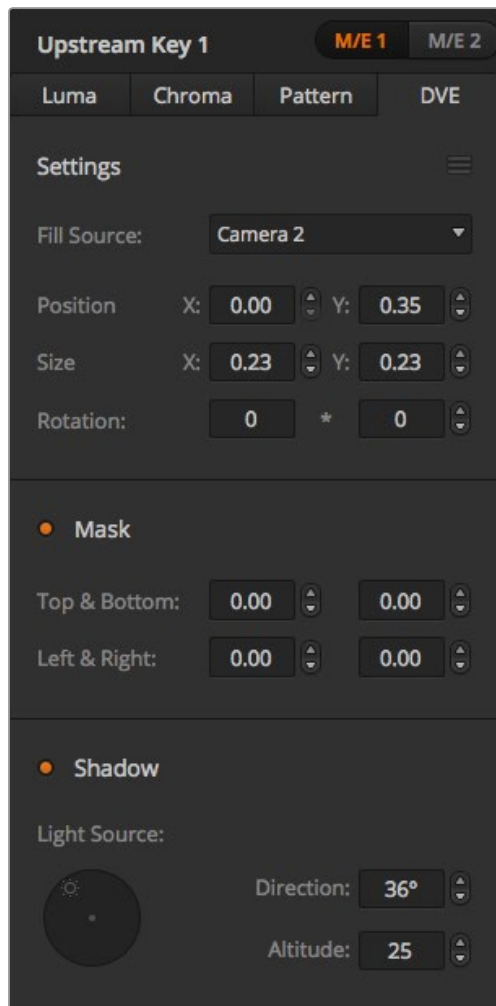 Upstream Key 1 M/E 1 M/E 2
Luma Chroma Pattern DVE
Settings
Fill Source: Camera 2
Position X: 0.00 Y: 0.35
Size X: 0.23 Y: 0.23
Rotation: 0 * 0
Mask
Top & Bottom: 0.00 0.00
Left & Right: 0.00 0.00
Shadow
Light Source:
Direction: 36º
Altitude: 25